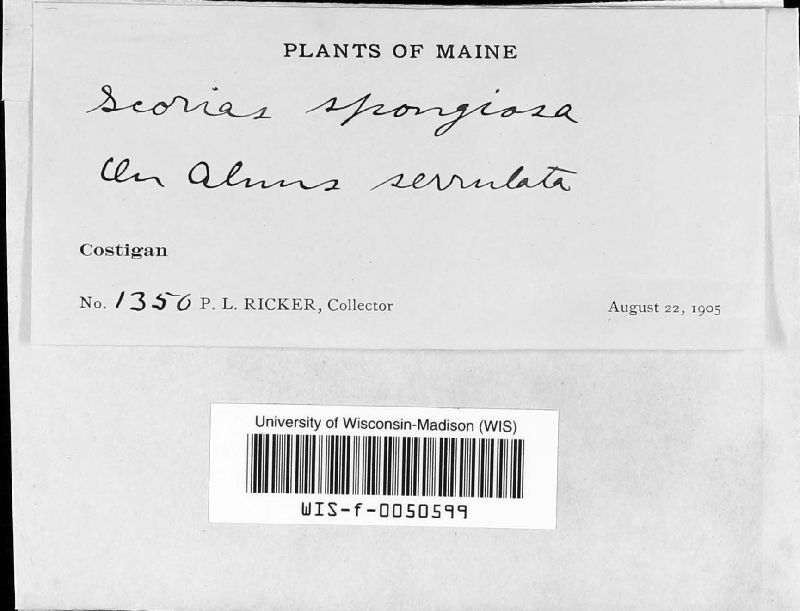 PLANTS OF MAINE
Scorias spongiosa
On Alnus serrulata
Costigan
No. 1350 P. L. RICKER, Collector August 22, 1905
University of Wisconsin-Madison (WIS)
WIS-f-0050599